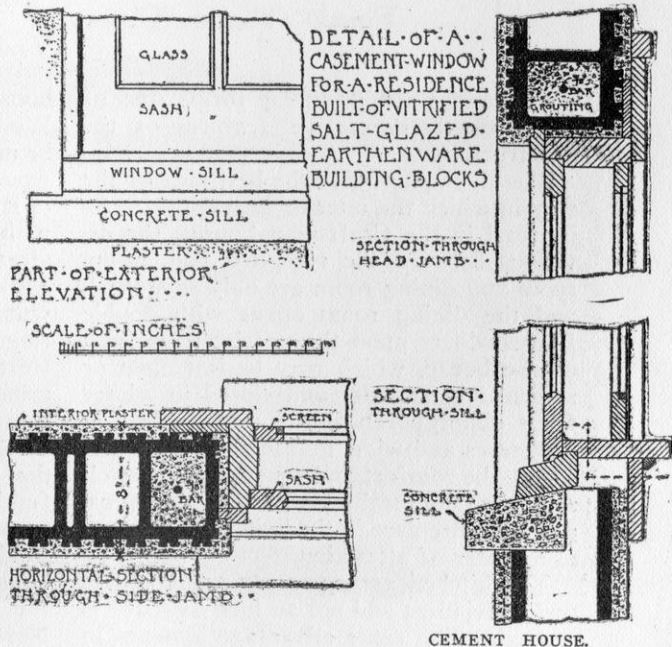 GLASS
SASH
WINDOW·SILL
CONCRETE·SILL
PLASTER
PART·OF·EXTERIOR
ELEVATION····
SCALE·OF·INCHES
DETAIL·OF·A··
CASEMENT·WINDOW
FOR·A·RESIDENCE
BUILT·OF·VITRIFIED
SALT-GLAZED·
EARTHENWARE
BUILDING·BLOCKS
BAR
GROUTING
SECTION·THROUGH
HEAD·JAMB····
INTERIOR·PLASTER
SCREEN
8"
BAR
SASH
HORIZONTAL·SECTION
THROUGH·SIDE·JAMB··
SECTION·
THROUGH·SILL
CONCRETE
SILL
CEMENT HOUSE.